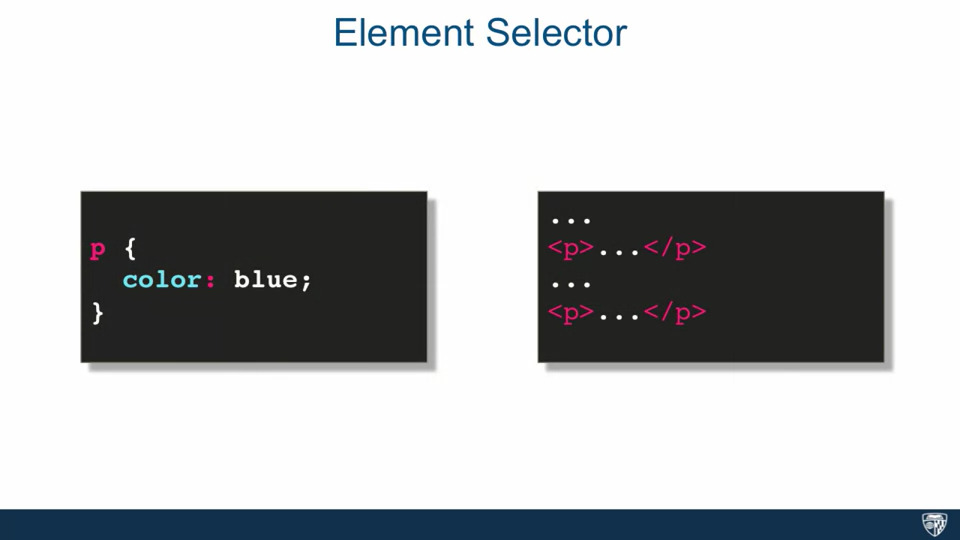 Element Selector
p {
color: blue;
}
...
<p>...</p>
...
<p>...</p>